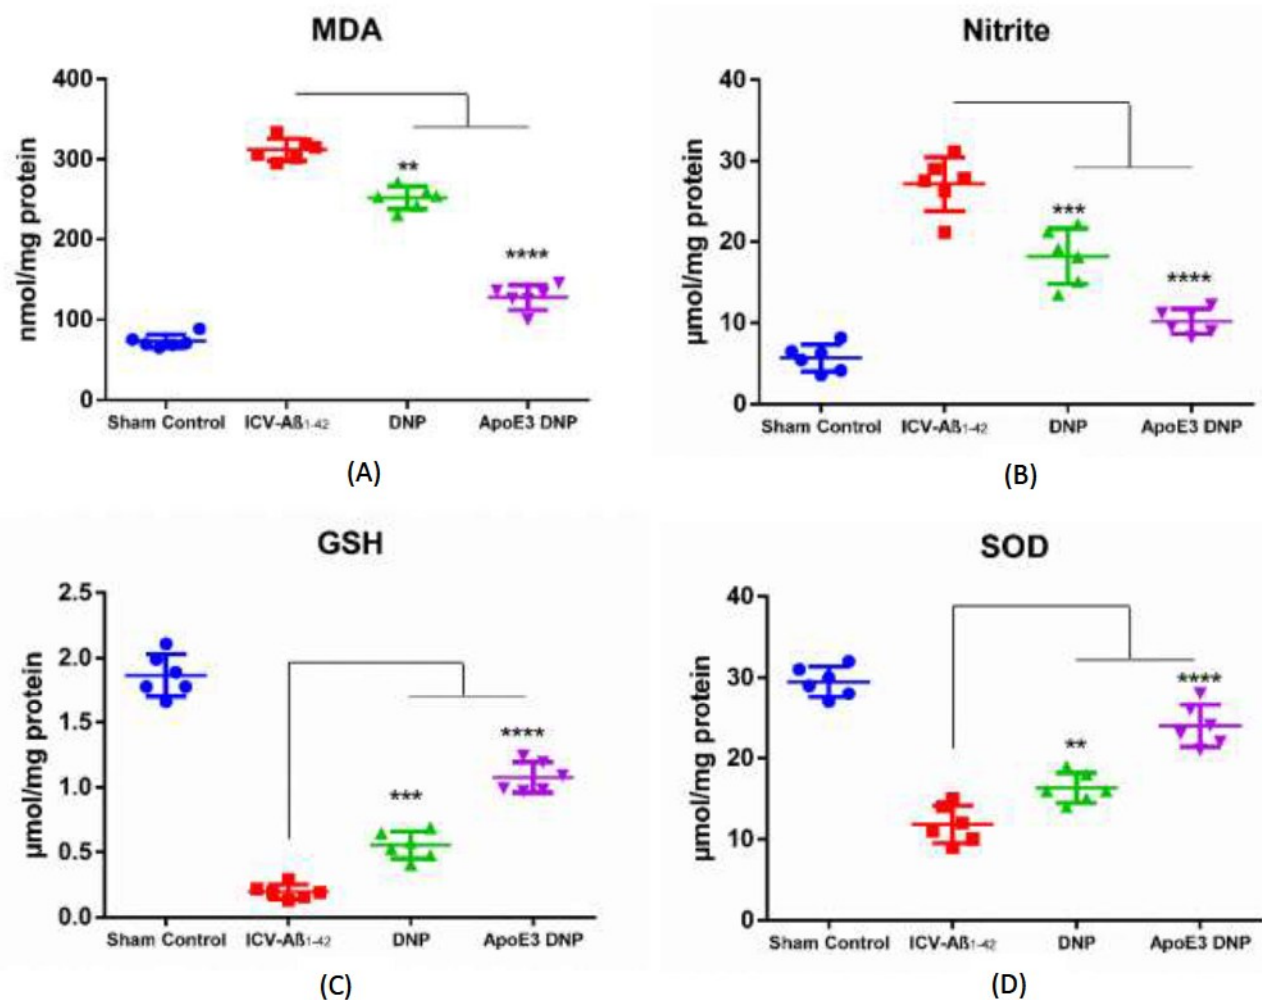 MDA
nmol/mg protein
400
300
200
100
0
**
****
Sham Control ICV-Aß1-42 DNP ApoE3 DNP
(A)
Nitrite
µmol/mg protein
40
30
20
10
0
***
****
Sham Control ICV-Aß1-42 DNP ApoE3 DNP
(B)
GSH
µmol/mg protein
2.5
2.0
1.5
1.0
0.5
0.0
***
****
Sham Control ICV-Aß1-42 DNP ApoE3 DNP
(C)
SOD
µmol/mg protein
40
30
20
10
0
**
****
Sham Control ICV-Aß1-42 DNP ApoE3 DNP
(D)